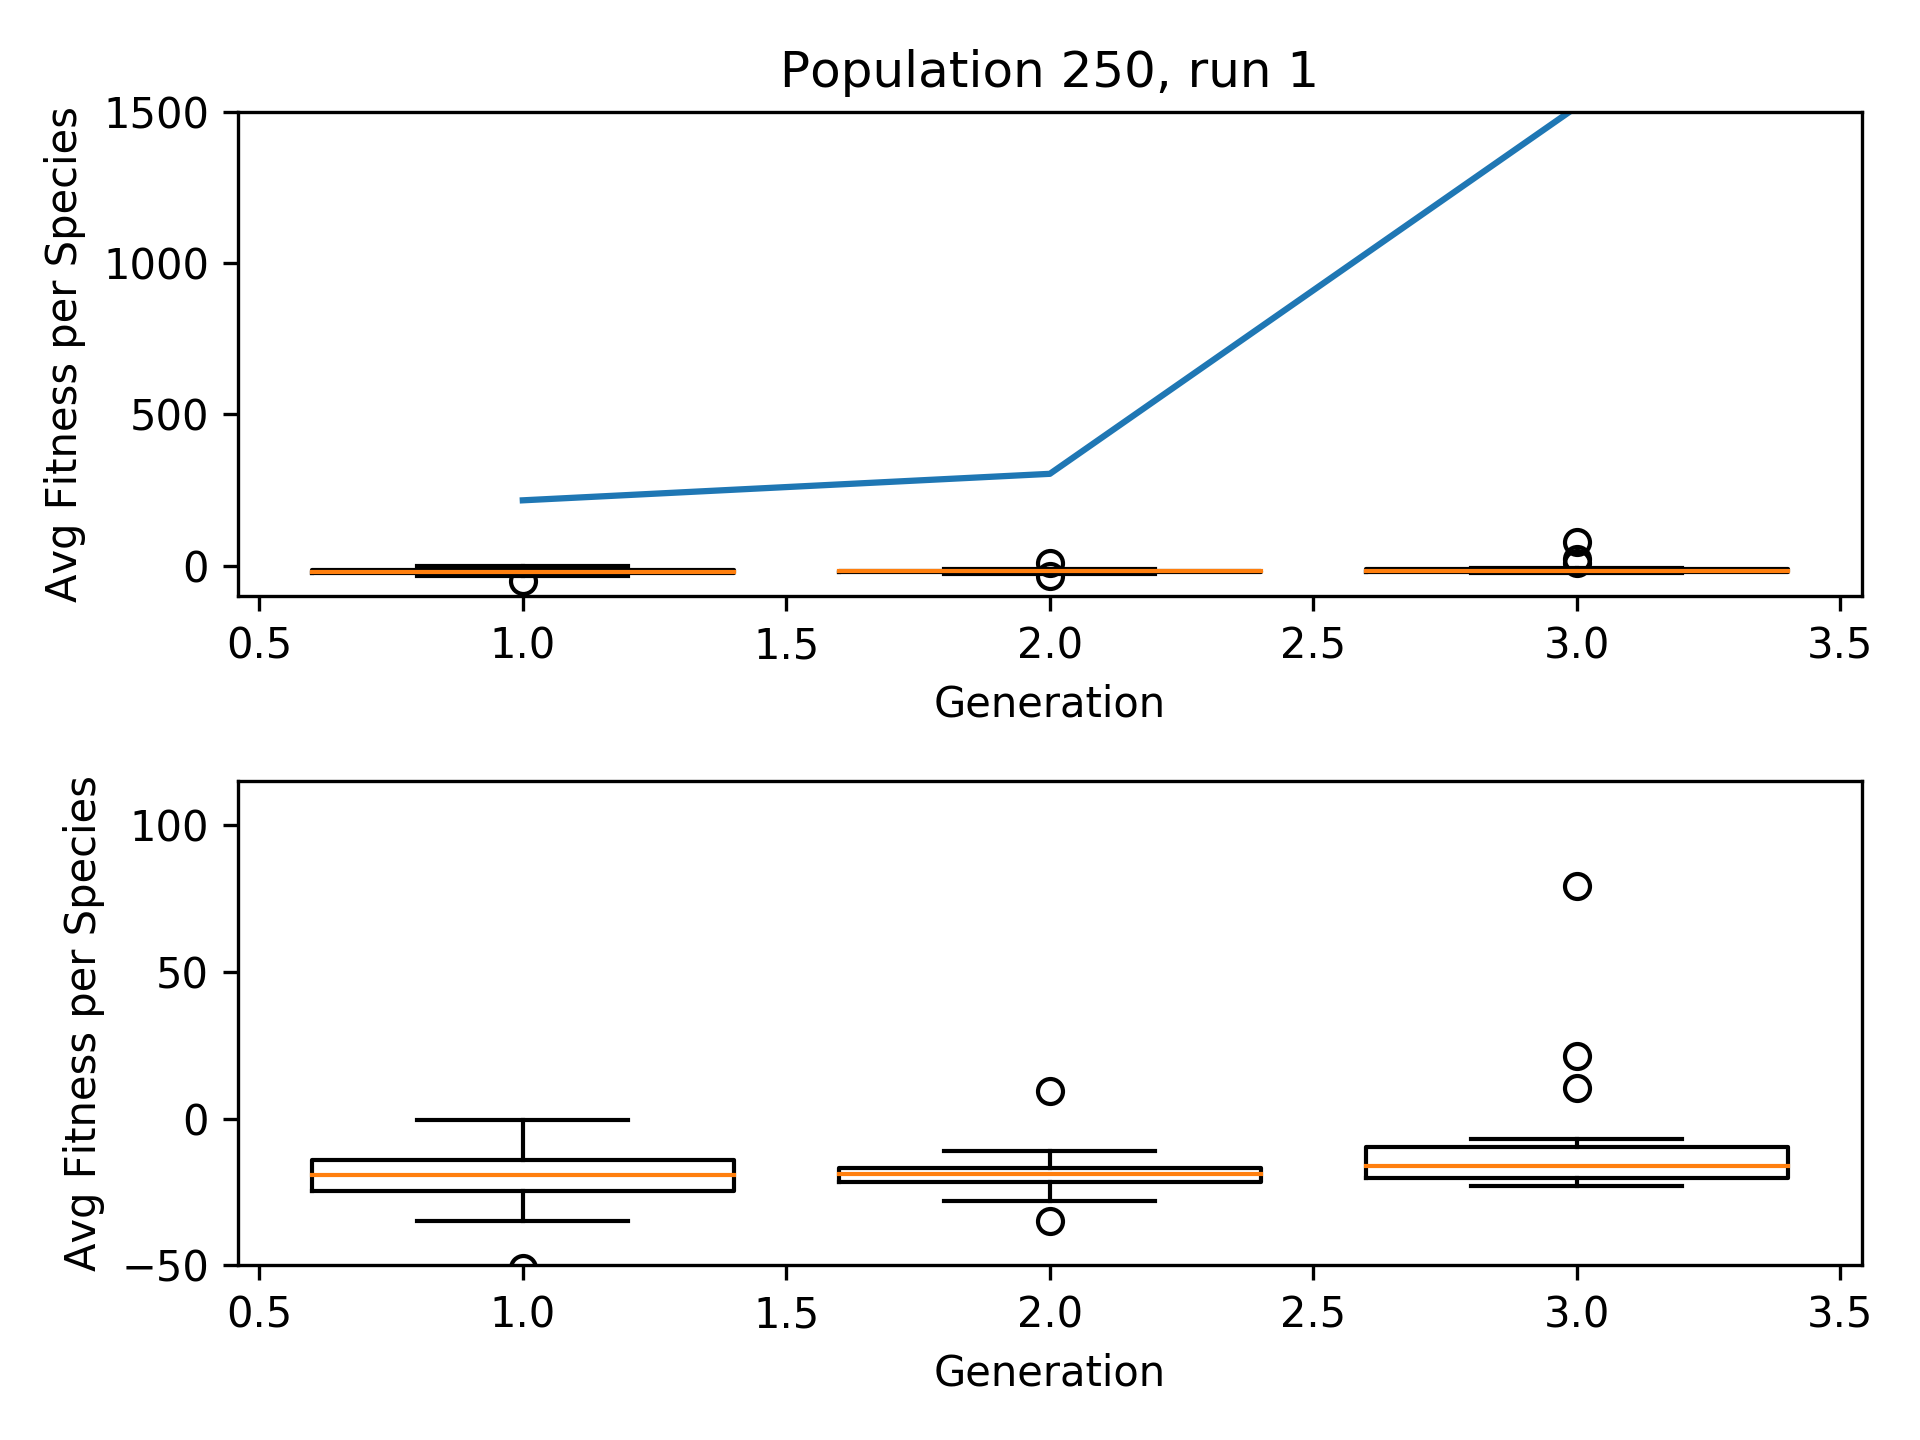 Population 250, run 1
Avg Fitness per Species
1500
1000
500
0
0.5 1.0 1.5 2.0 2.5 3.0 3.5
Generation
Avg Fitness per Species
100
50
0
−50
0.5 1.0 1.5 2.0 2.5 3.0 3.5
Generation